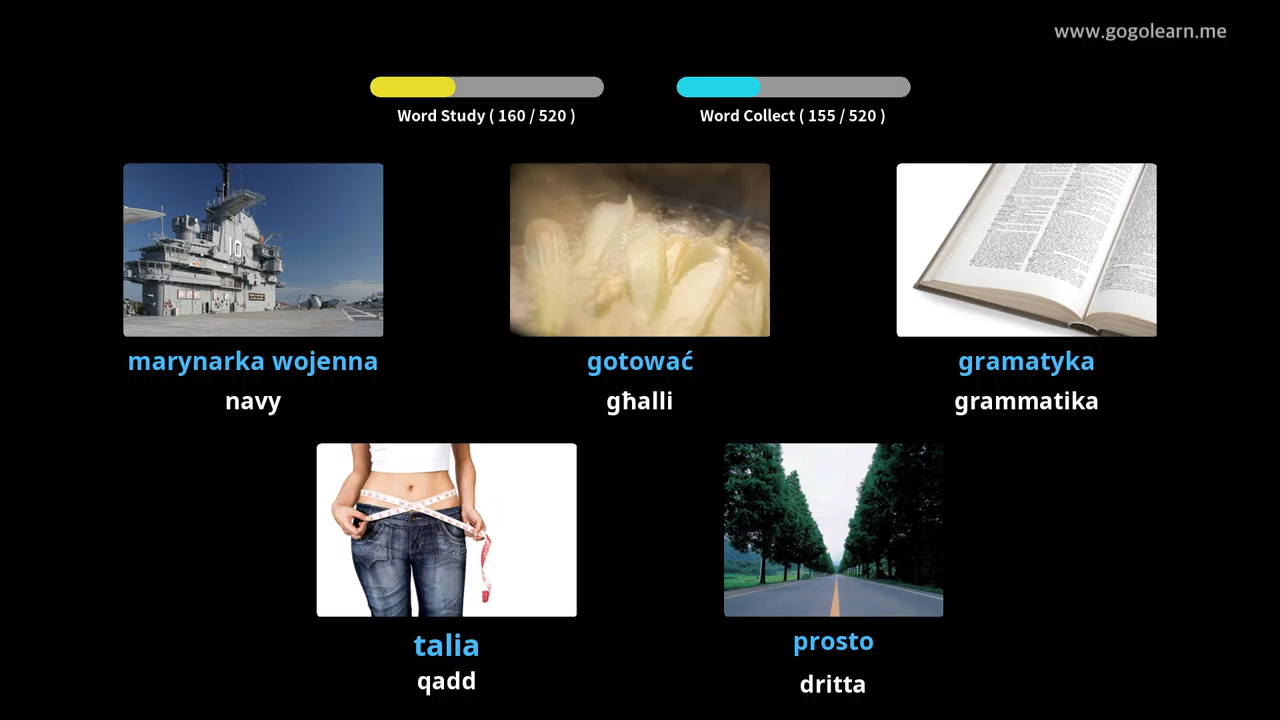 www.gogolearn.me
Word Study ( 160 / 520 )
Word Collect ( 155 / 520 )
marynarka wojenna
navy
gotować
għalli
gramatyka
grammatika
talia
qadd
prosto
dritta